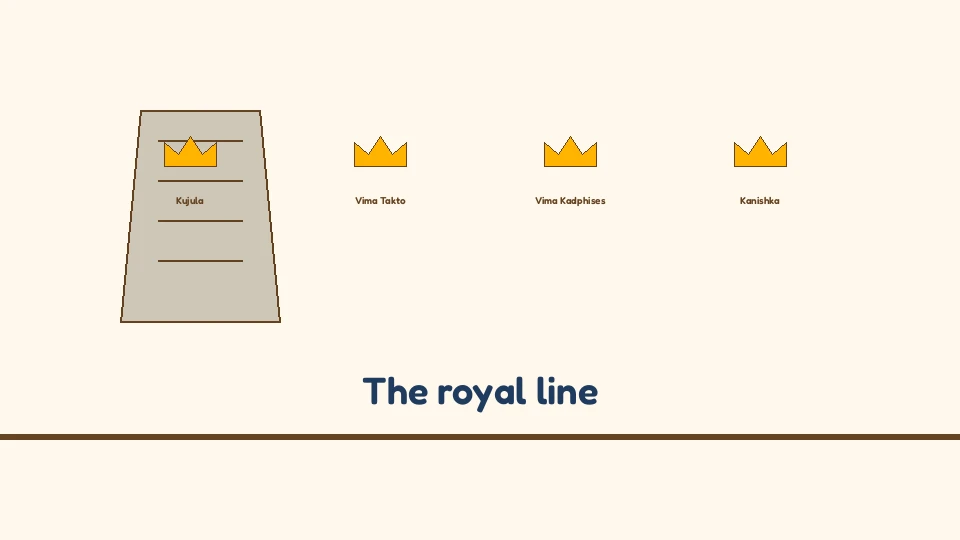 Kujula
Vima Takto
Vima Kadphises
Kanishka
The royal line